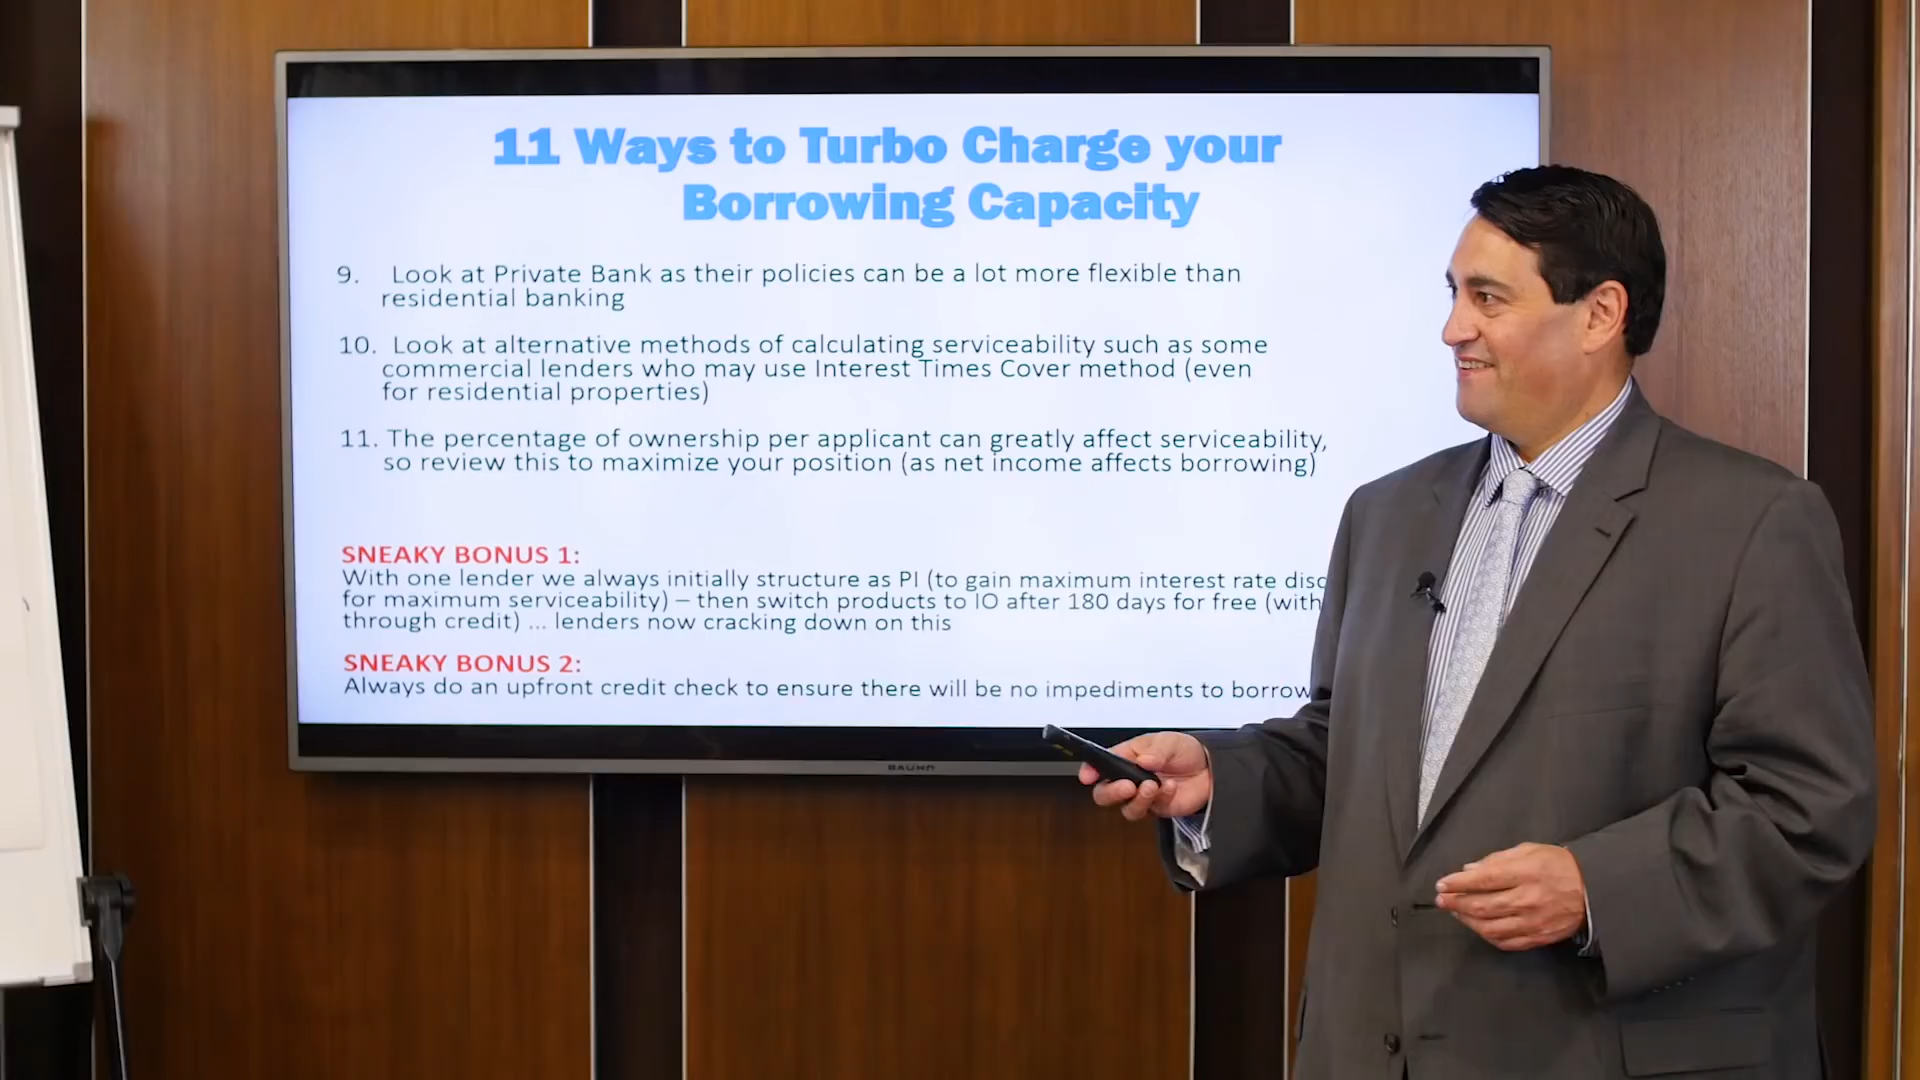 11 Ways to Turbo Charge your
Borrowing Capacity
9. Look at Private Bank as their policies can be a lot more flexible than
residential banking
10. Look at alternative methods of calculating serviceability such as some
commercial lenders who may use Interest Times Cover method (even
for residential properties)
11. The percentage of ownership per applicant can greatly affect serviceability,
so review this to maximize your position (as net income affects borrowing)
SNEAKY BONUS 1:
With one lender we always initially structure as PI (to gain maximum interest rate disc
for maximum serviceability) – then switch products to IO after 180 days for free (with
through credit) ... lenders now cracking down on this
SNEAKY BONUS 2:
Always do an upfront credit check to ensure there will be no impediments to borrow